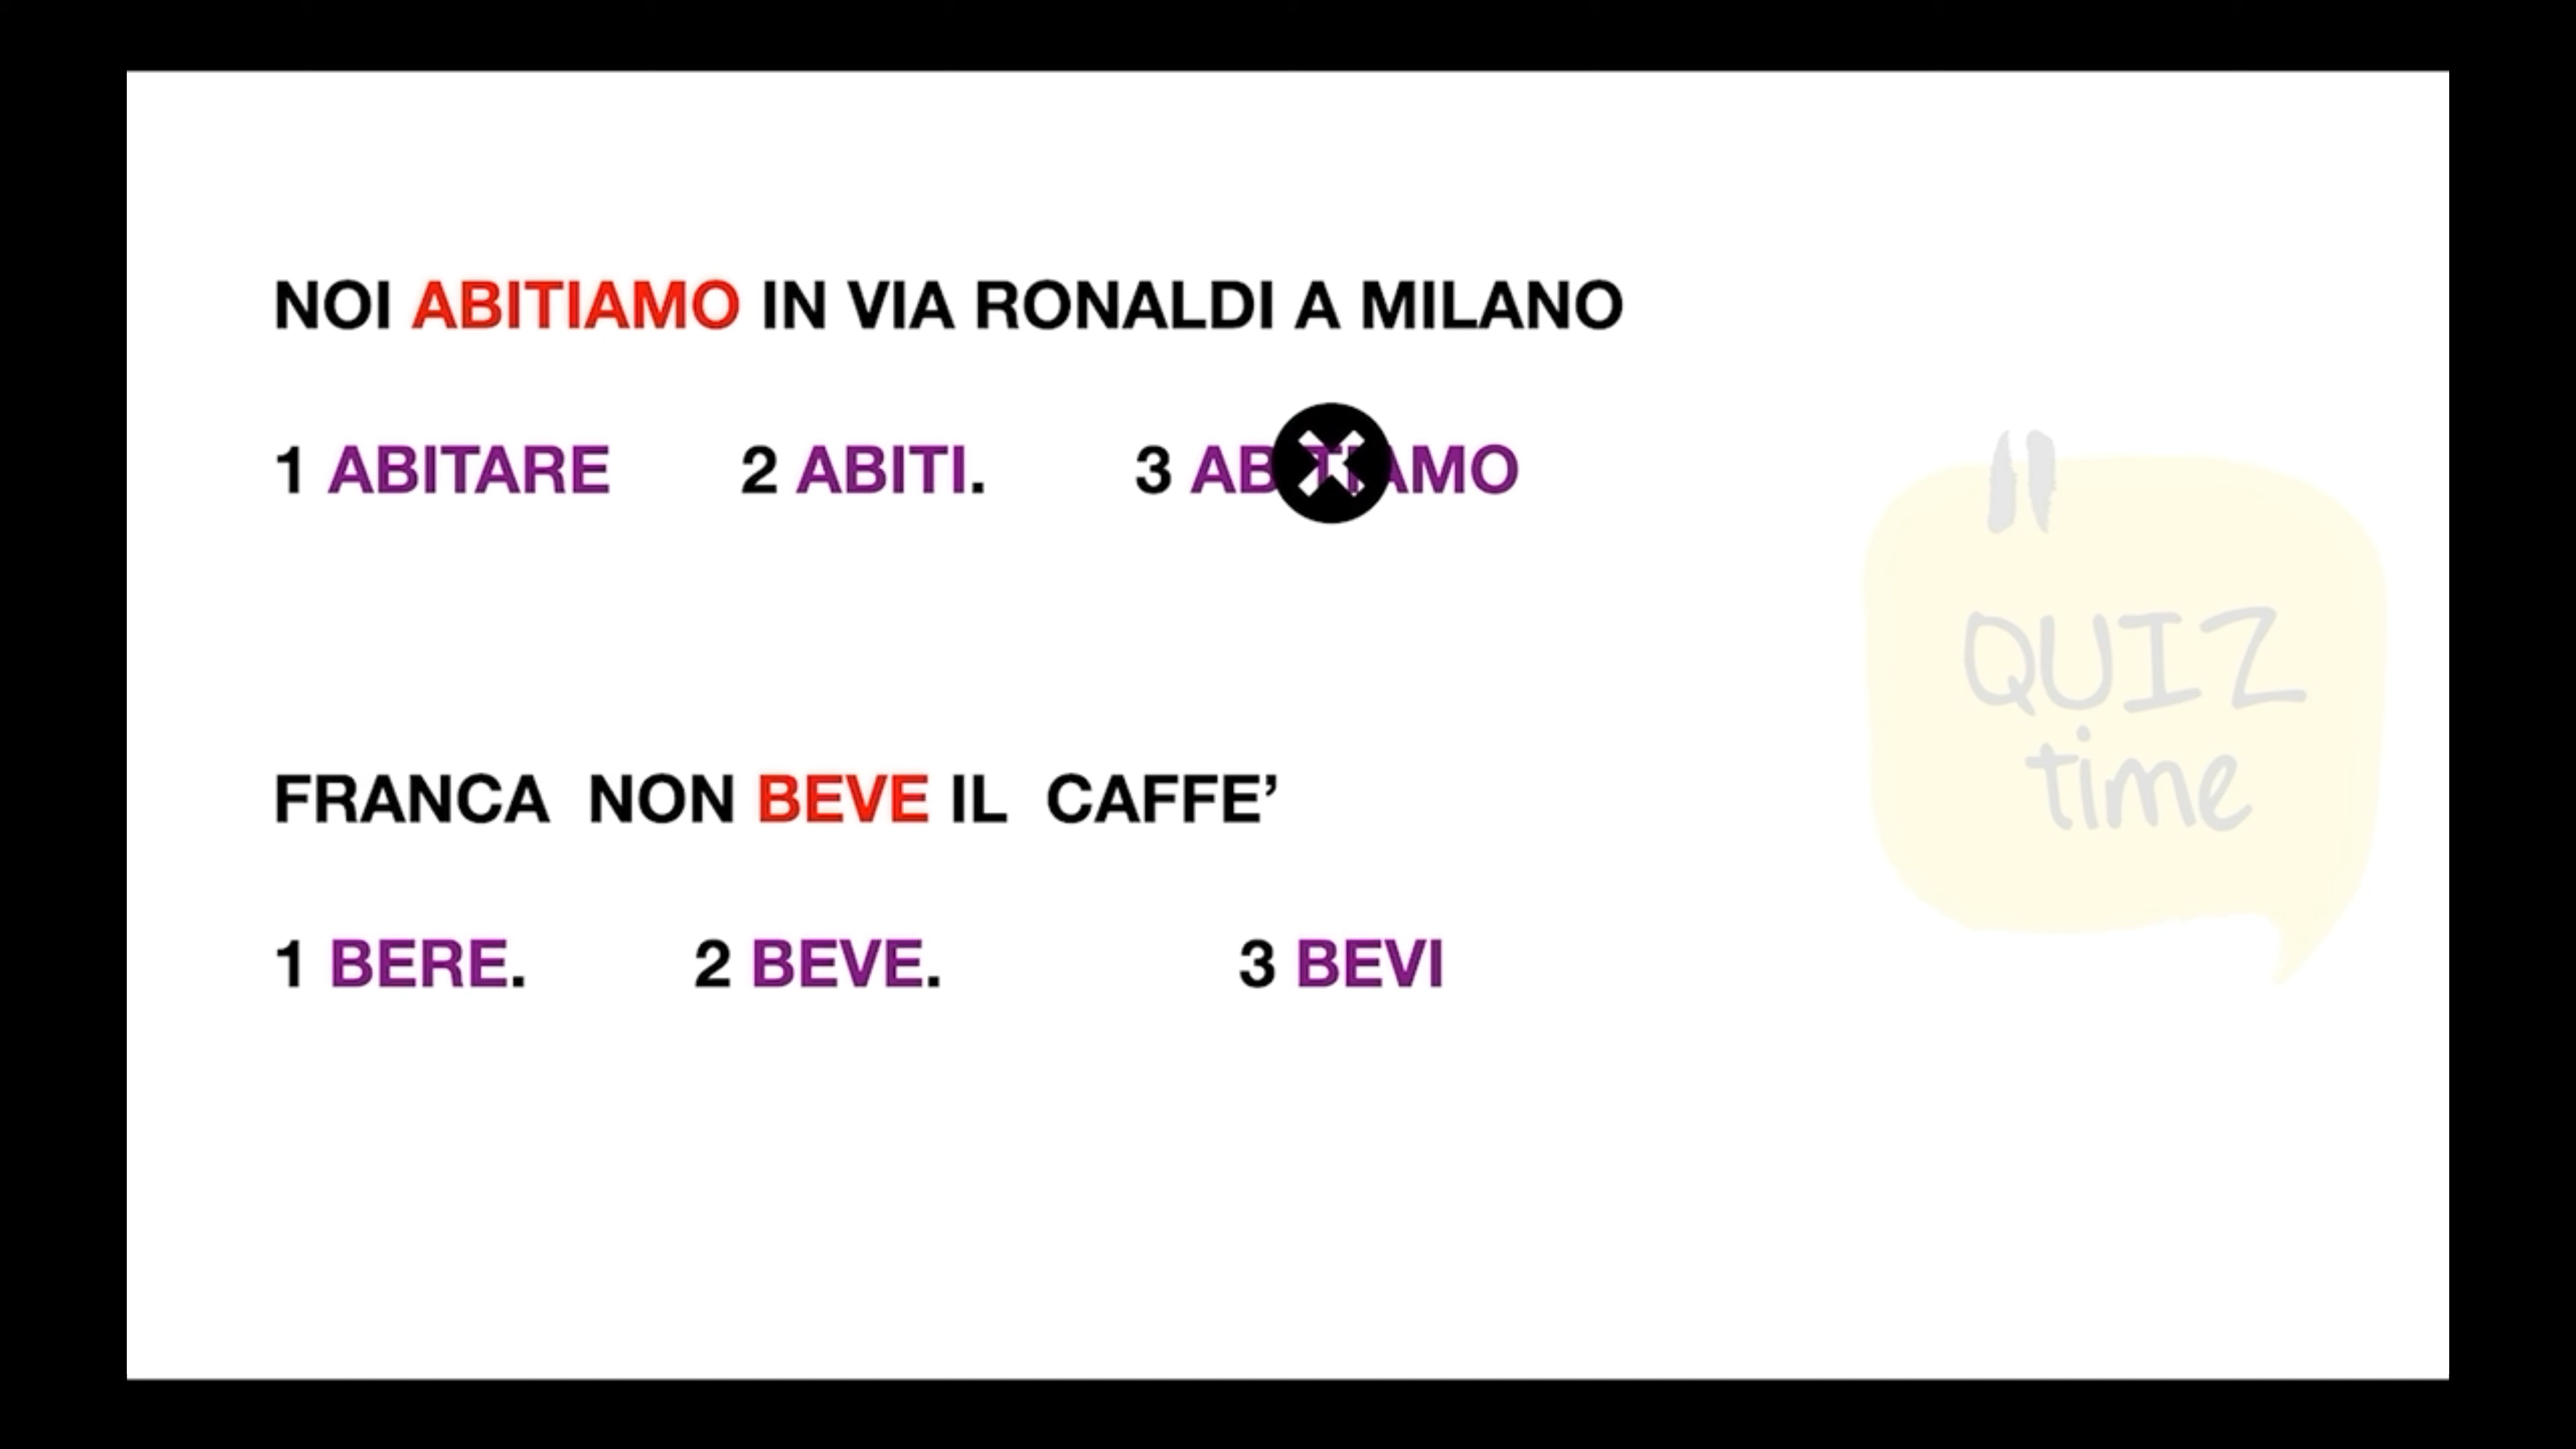 NOI ABITIAMO IN VIA RONALDI A MILANO
1 ABITARE 2 ABITI. 3 ABITIAMO
"
QUIZ
time
FRANCA NON BEVE IL CAFFE’
1 BERE. 2 BEVE. 3 BEVI